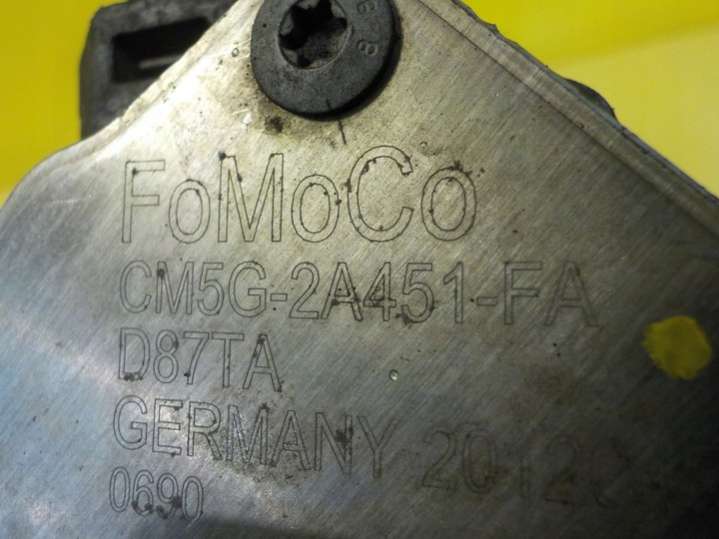 FoMoCo
CM5G-2A451-FA
D87TA
GERMANY
0690